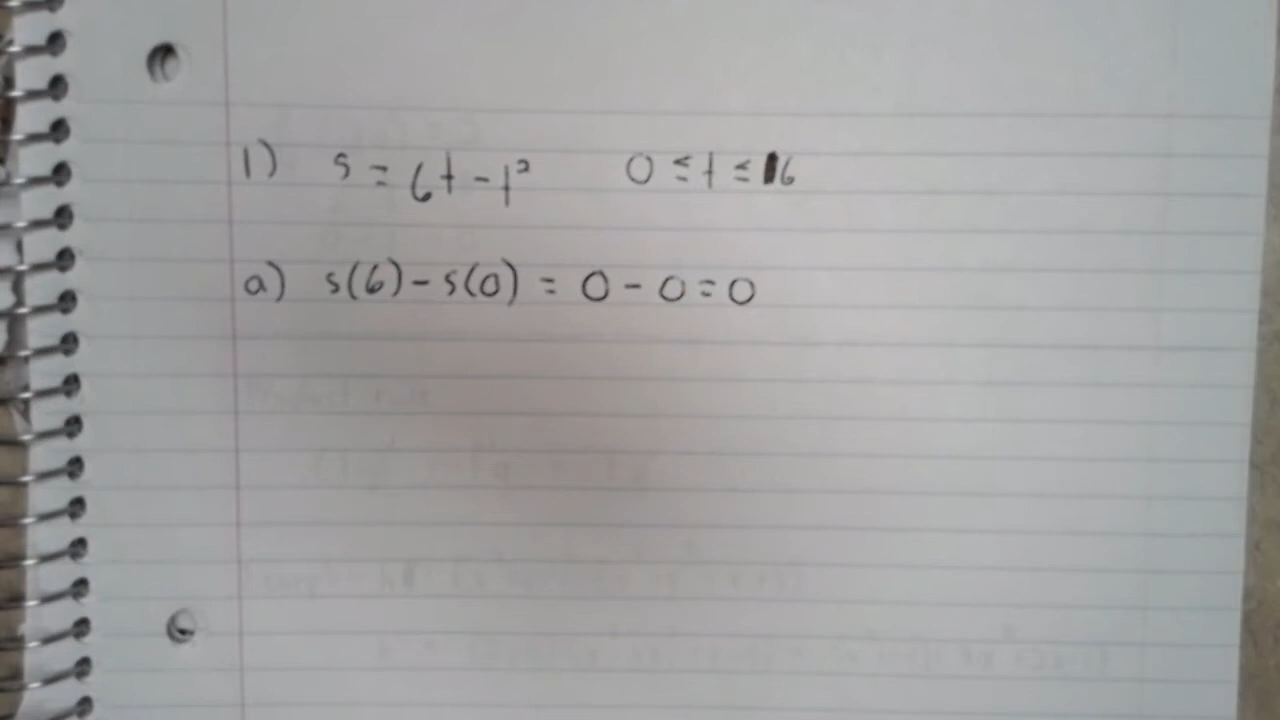 1) s = 6t - t² 0 ≤ t ≤ 6
a) s(6) - s(0) = 0 - 0 = 0